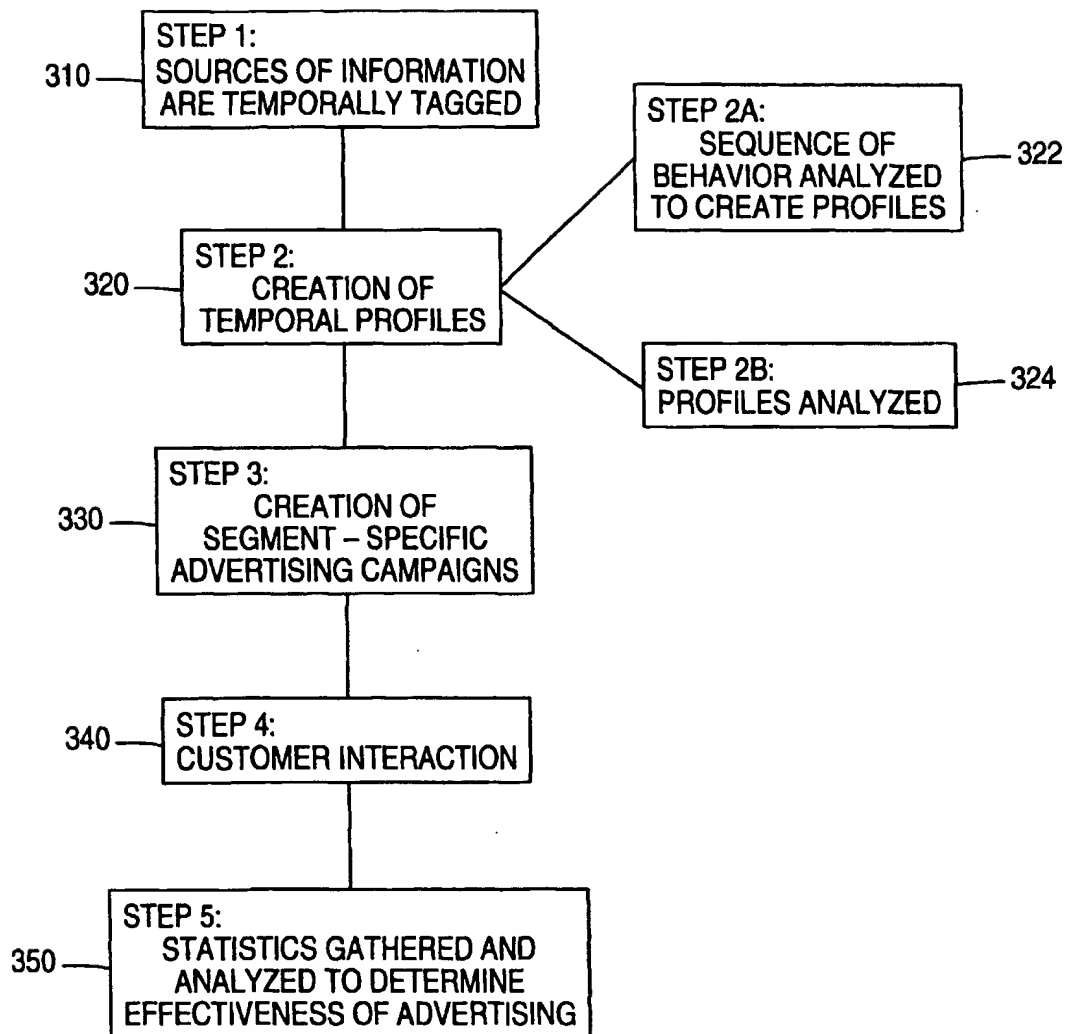 STEP 1:
310
SOURCES OF INFORMATION
ARE TEMPORALLY TAGGED
STEP 2A:
SEQUENCE OF
322
BEHAVIOR ANALYZED
TO CREATE PROFILES
STEP 2:
320
CREATION OF
TEMPORAL PROFILES
STEP 2B:
324
PROFILES ANALYZED
STEP 3:
CREATION OF
330
SEGMENT – SPECIFIC
ADVERTISING CAMPAIGNS
STEP 4:
340
CUSTOMER INTERACTION
STEP 5:
STATISTICS GATHERED AND
350
ANALYZED TO DETERMINE
EFFECTIVENESS OF ADVERTISING